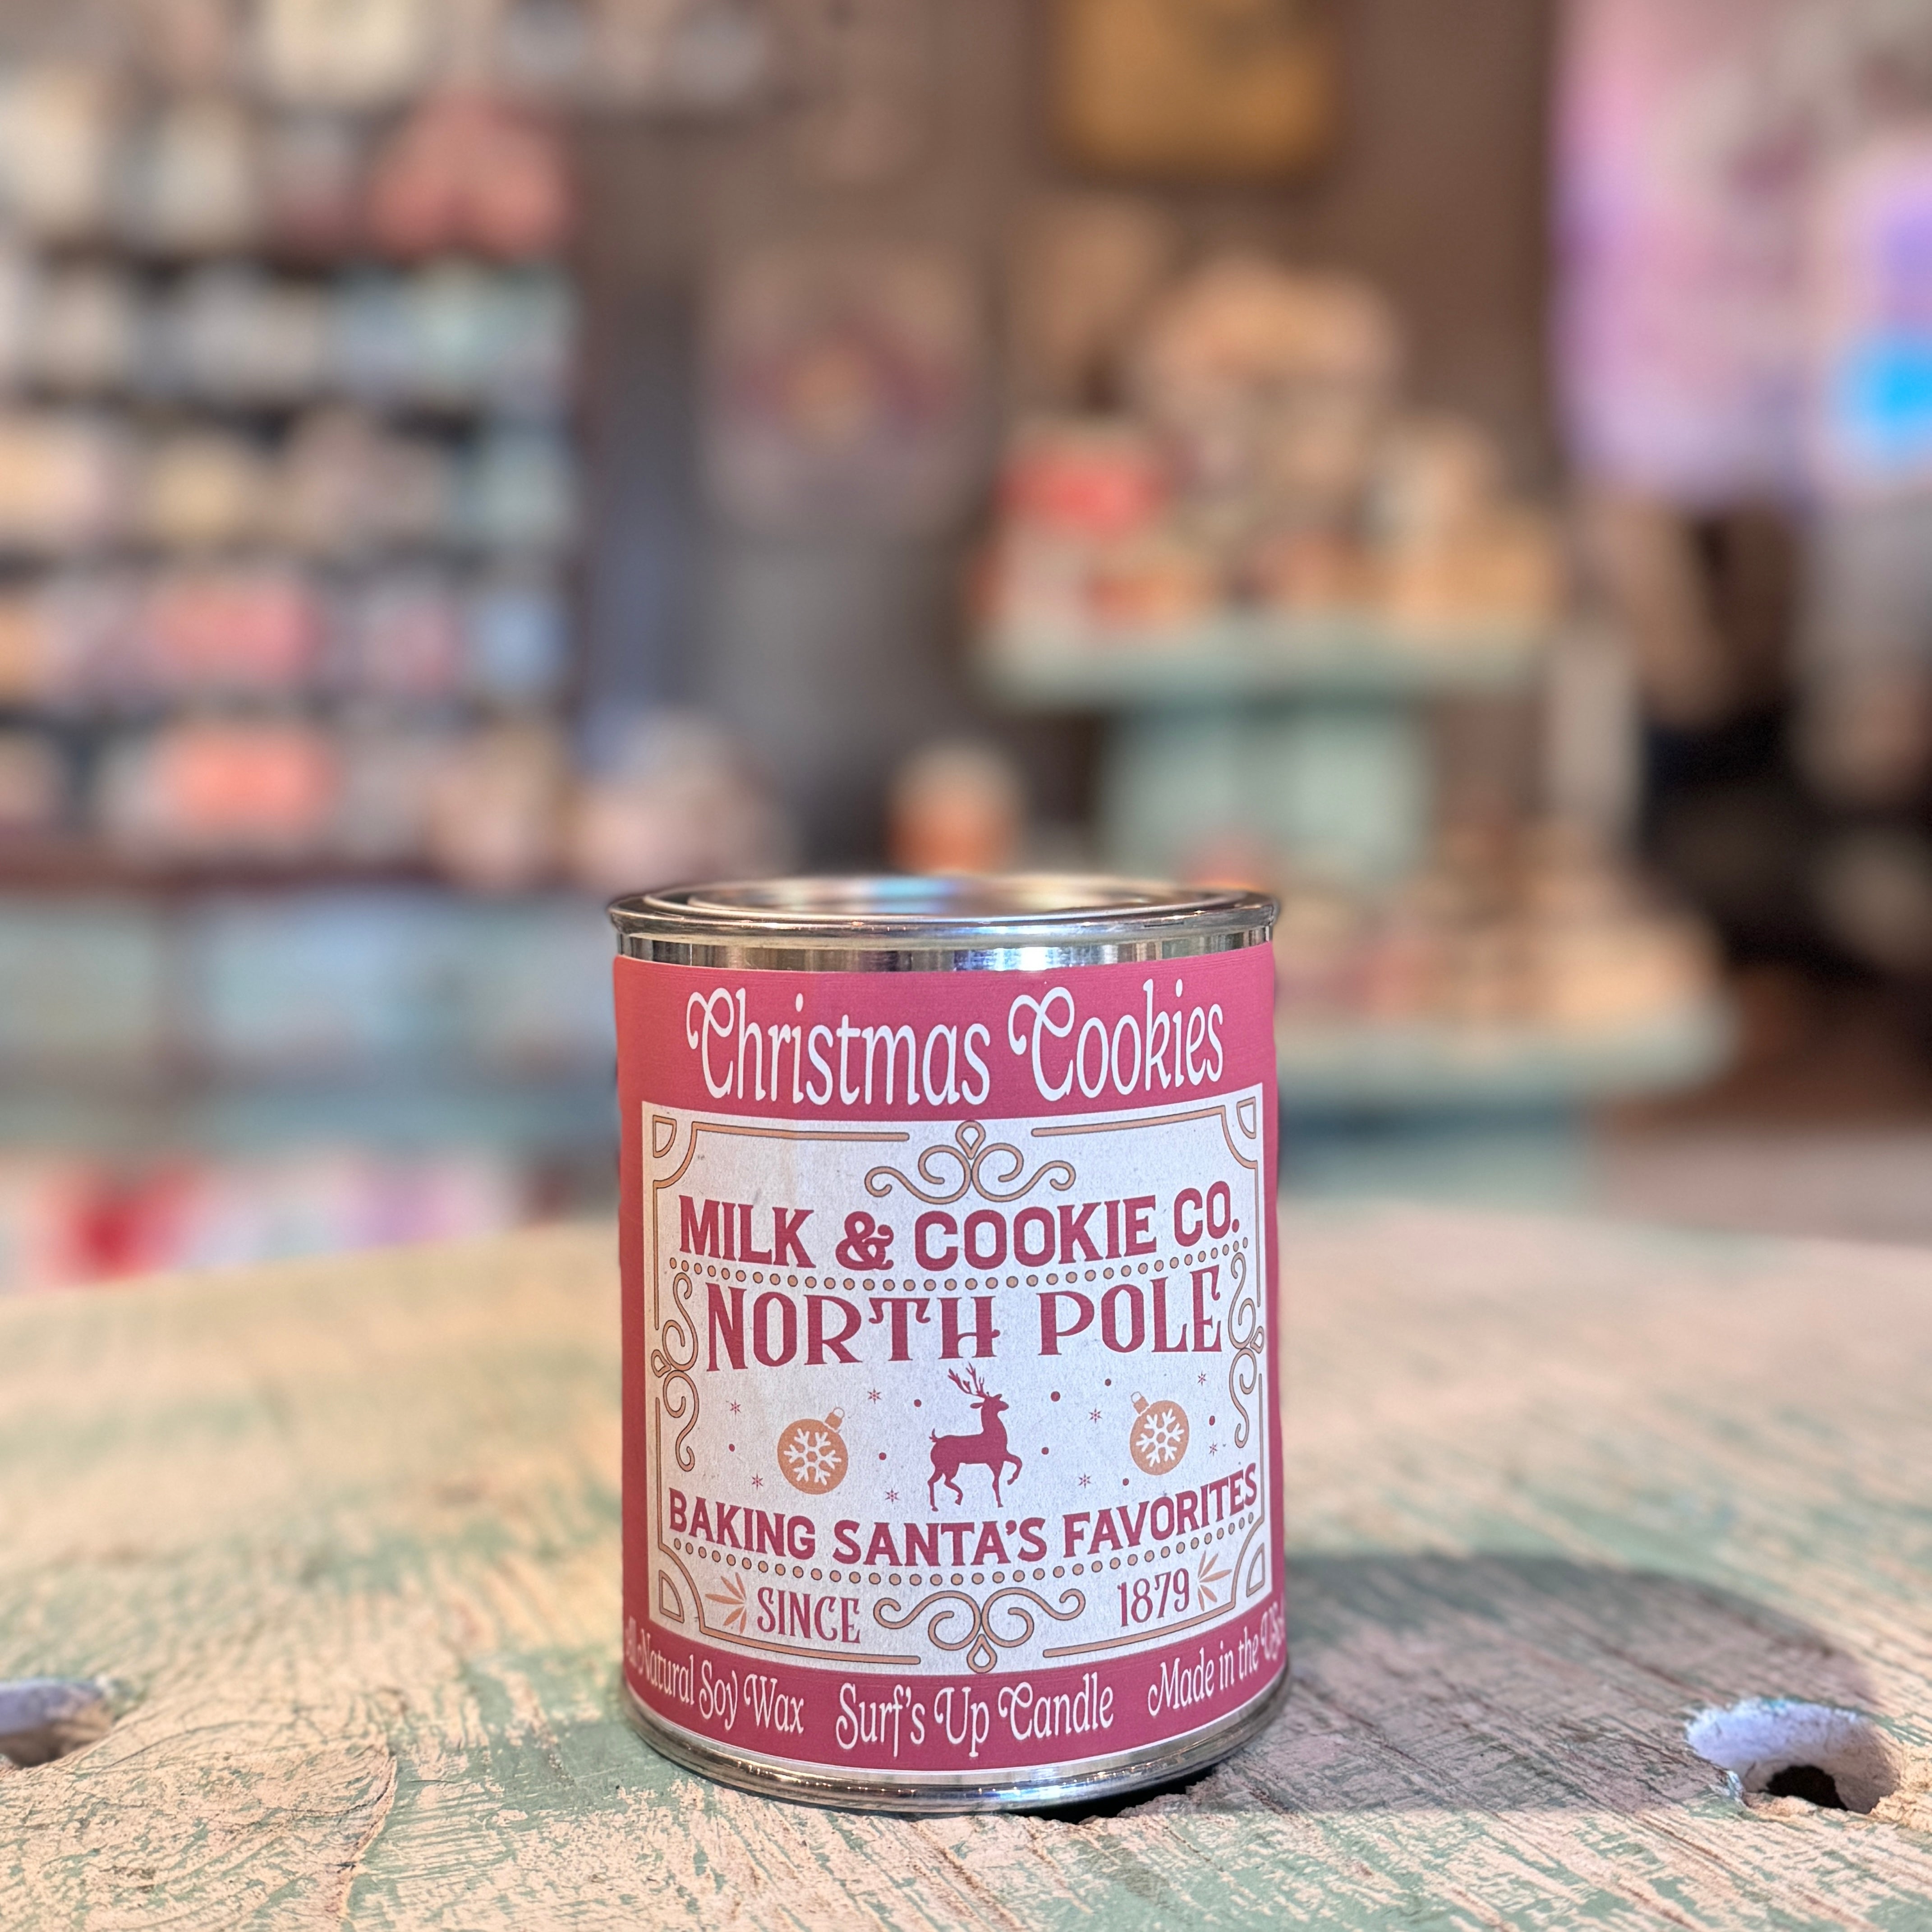 Christmas Cookies
MILK & COOKIE CO.
NORTH POLE
BAKING SANTA'S FAVORITES
SINCE 1879
Natural Soy Wax Surf's Up Candle Made in the